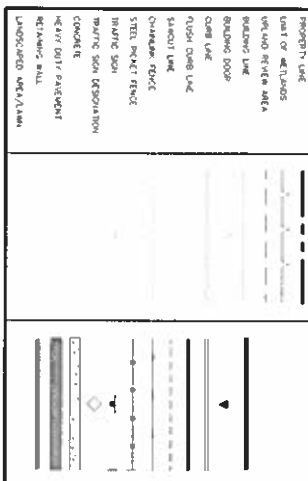 PROPERTY LINE
LIMIT OF WETLANDS
UPLAND REVIEW AREA
BUILDING LINE
BUILDING DOOR
CURB LINE
FLUSH CURB LINE
SAWCUT LINE
CHAINLINK FENCE
STEEL PICKET FENCE
TRAFFIC SIGN
TRAFFIC SIGN DESIGNATION
CONCRETE
HEAVY DUTY PAVEMENT
RETAINING WALL
LANDSCAPED AREA/LAWN